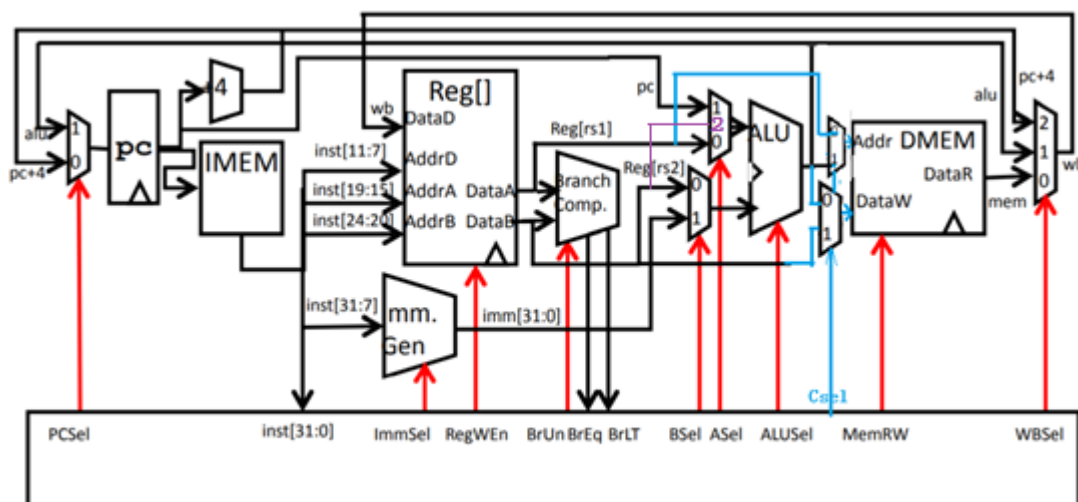 pc+4
alu
Reg[]
+4
pc
wb
DataD
Reg[rs1]
1
2
0
ALU
Addr
DMEM
alu
1
0
pc
IMEM
inst[11:7]
AddrD
Reg[rs2]
Branch
Comp.
1
1
DataR
2
1
0
wb
pc+4
inst[19:15]
AddrA
DataA
0
1
0
1
DataW
mem
inst[24:20]
AddrB
DataB
inst[31:7]
mm.
Gen
imm[31:0]
Csel
PCSel
inst[31:0]
ImmSel
RegWEn
BrUn
BrEq
BrLT
BSel
ASel
ALUSel
MemRW
WBSel